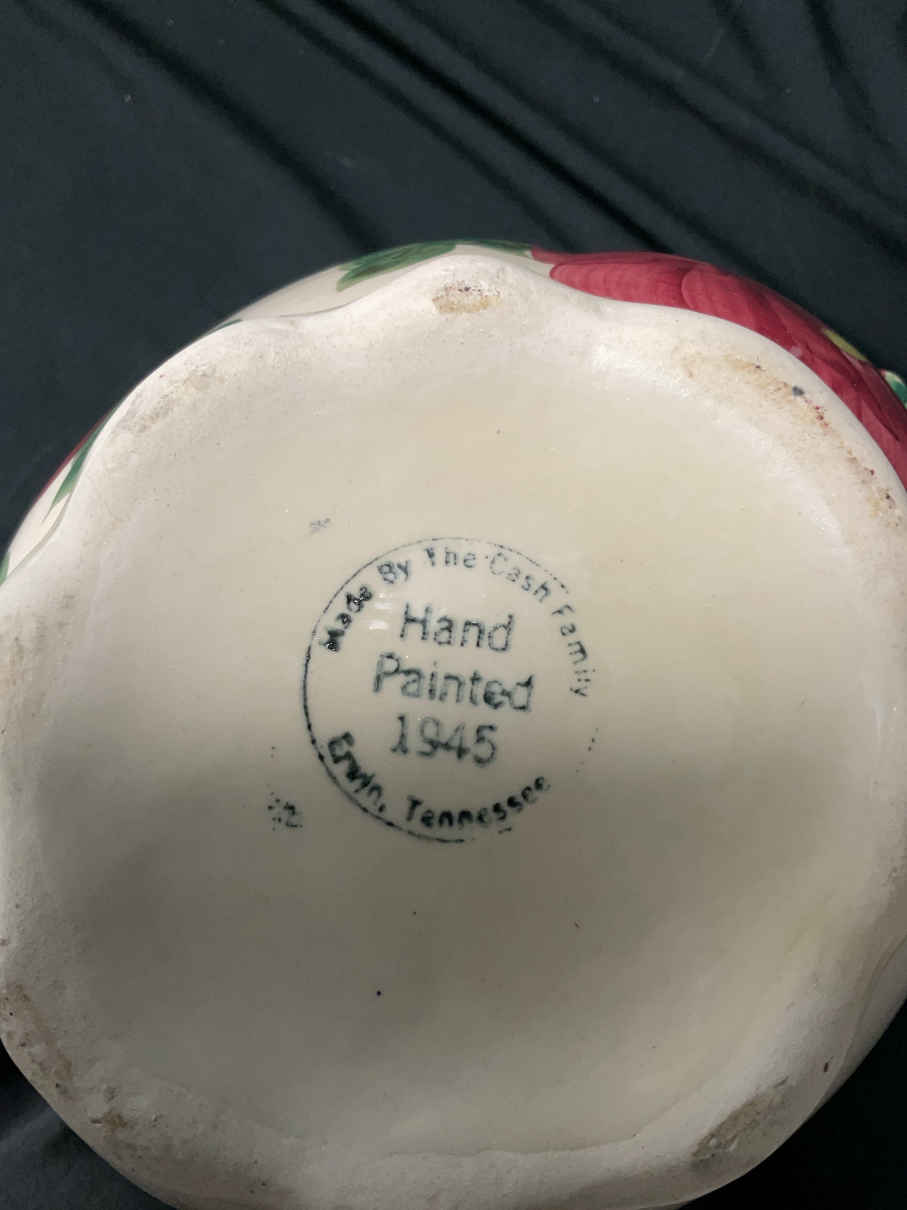 Made By The Cash Family
Hand
Painted
1945
Erwin, Tennessee